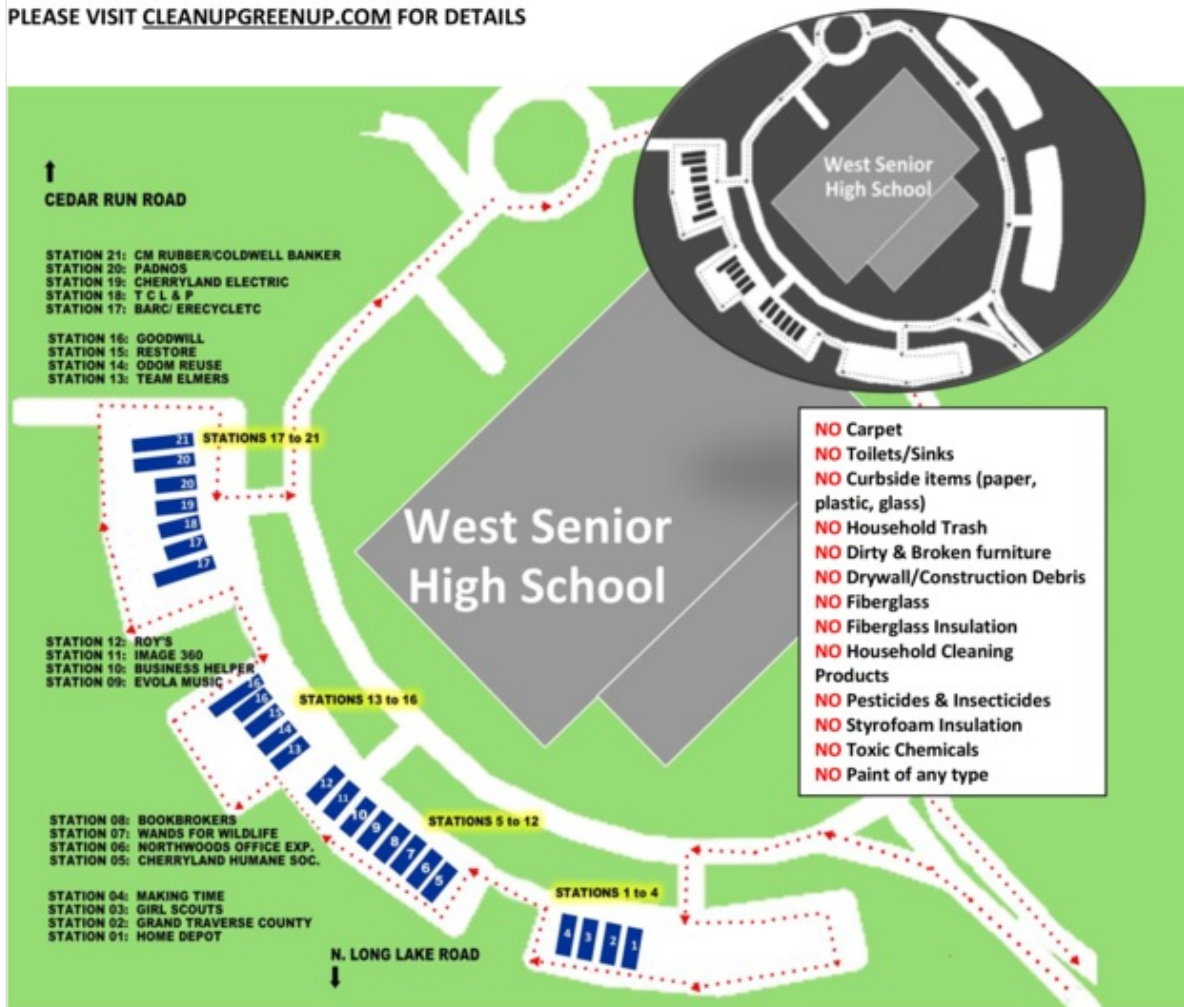 PLEASE VISIT CLEANUPGREENUP.COM FOR DETAILS
West Senior
High School
CEDAR RUN ROAD
STATION 21: CM RUBBER/COLDWELL BANKER
STATION 20: PADNOS
STATION 19: CHERRYLAND ELECTRIC
STATION 18: T C L & P
STATION 17: BARC/ ERECYCLETC
STATION 16: GOODWILL
STATION 15: RESTORE
STATION 14: ODOM REUSE
STATION 13: TEAM ELMERS
21
STATIONS 17 to 21
20
20
19
18
17
17
West Senior
High School
NO Carpet
NO Toilets/Sinks
NO Curbside items (paper,
plastic, glass)
NO Household Trash
NO Dirty & Broken furniture
NO Drywall/Construction Debris
NO Fiberglass
NO Fiberglass Insulation
NO Household Cleaning
Products
NO Pesticides & Insecticides
NO Styrofoam Insulation
NO Toxic Chemicals
NO Paint of any type
STATION 12: ROY'S
STATION 11: IMAGE 360
STATION 10: BUSINESS HELPER
STATION 09: EVOLA MUSIC
16
16
15
14
13
STATIONS 13 to 16
12
11
10
9
8
7
6
5
STATIONS 5 to 12
STATION 08: BOOKBROKERS
STATION 07: WANDS FOR WILDLIFE
STATION 06: NORTHWOODS OFFICE EXP.
STATION 05: CHERRYLAND HUMANE SOC.
STATION 04: MAKING TIME
STATION 03: GIRL SCOUTS
STATION 02: GRAND TRAVERSE COUNTY
STATION 01: HOME DEPOT
STATIONS 1 to 4
4
3
2
1
N. LONG LAKE ROAD